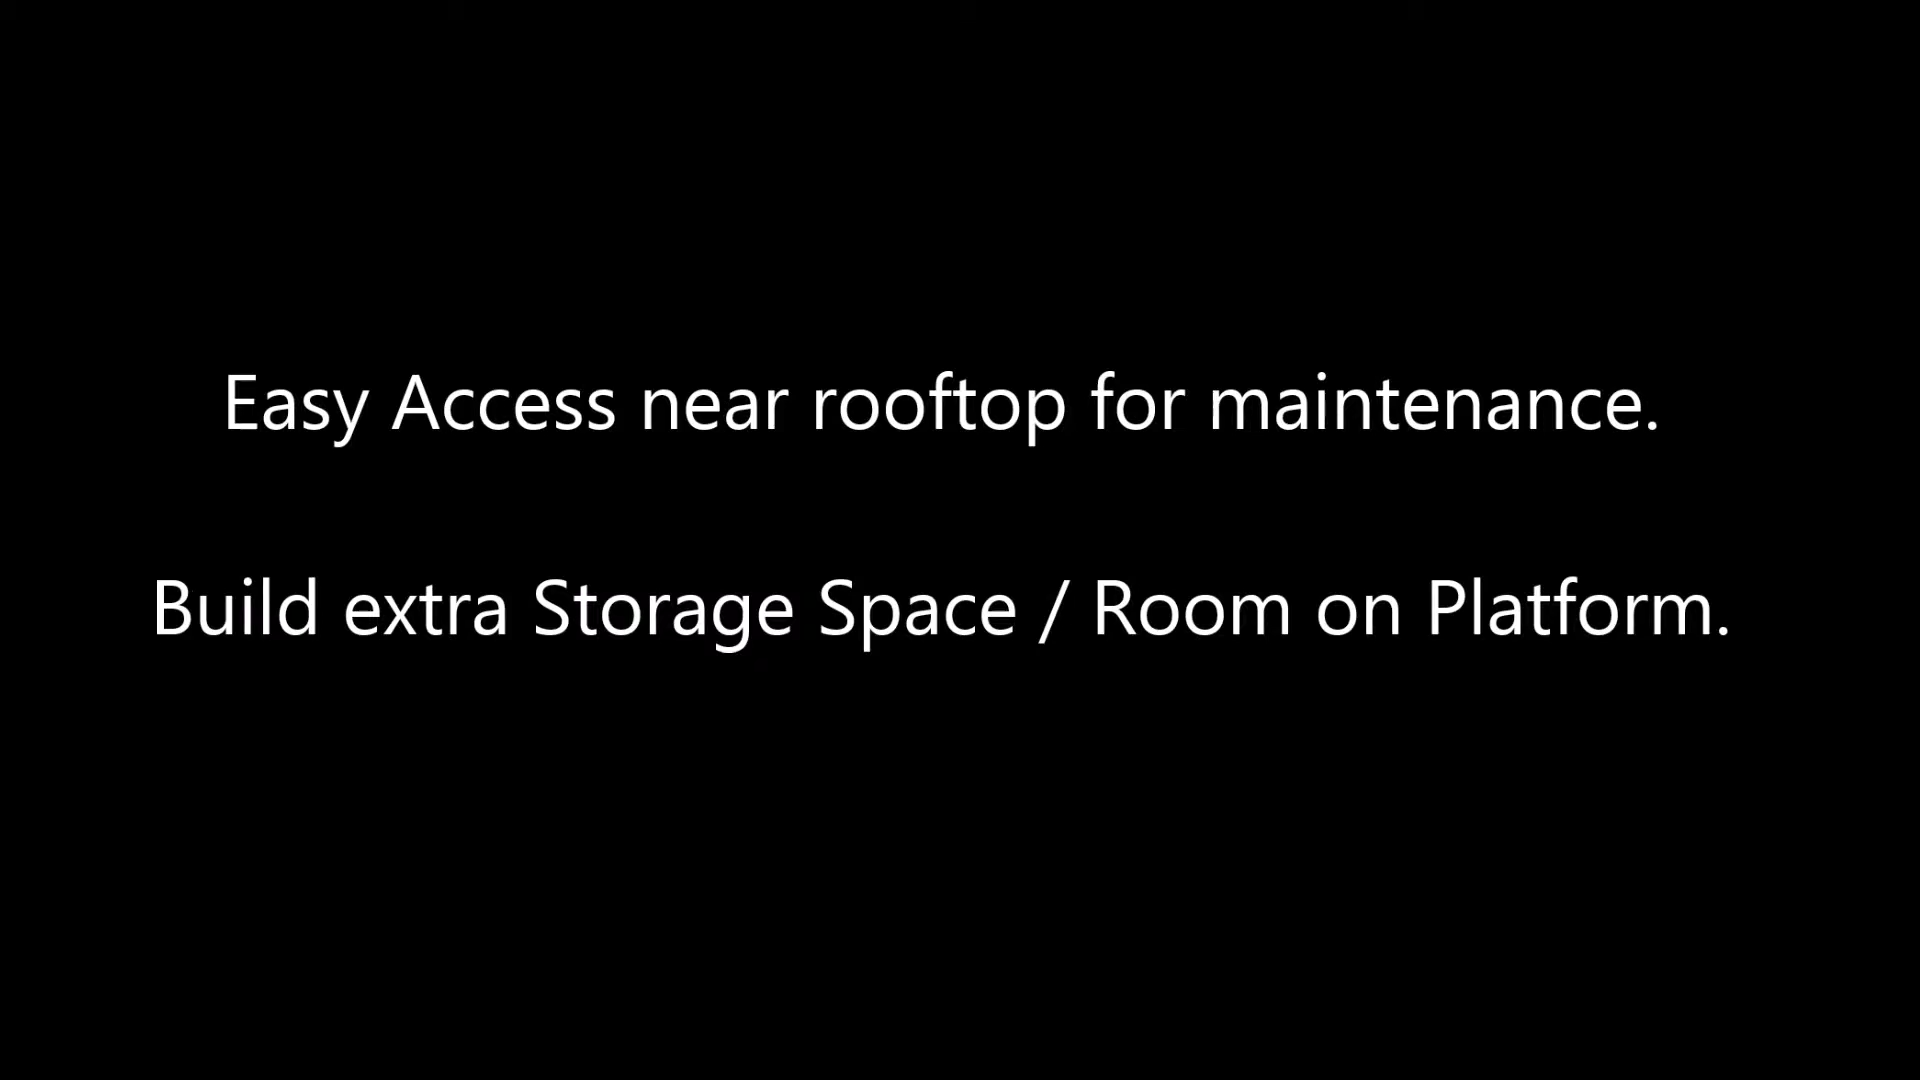 Easy Access near rooftop for maintenance.
Build extra Storage Space / Room on Platform.